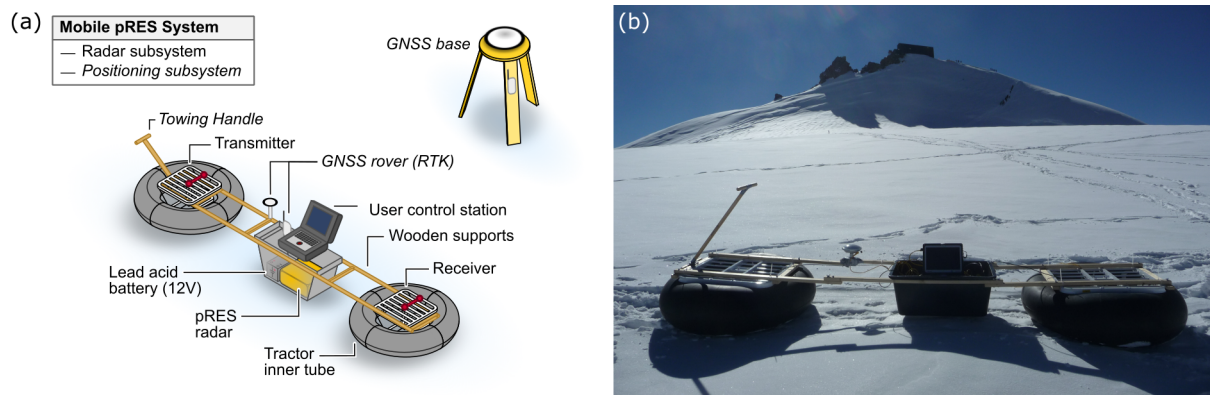 (a)
Mobile pRES System
— Radar subsystem
— Positioning subsystem
GNSS base
Towing Handle
Transmitter
GNSS rover (RTK)
User control station
Wooden supports
Lead acid
battery (12V)
Receiver
pRES
radar
Tractor
inner tube
(b)